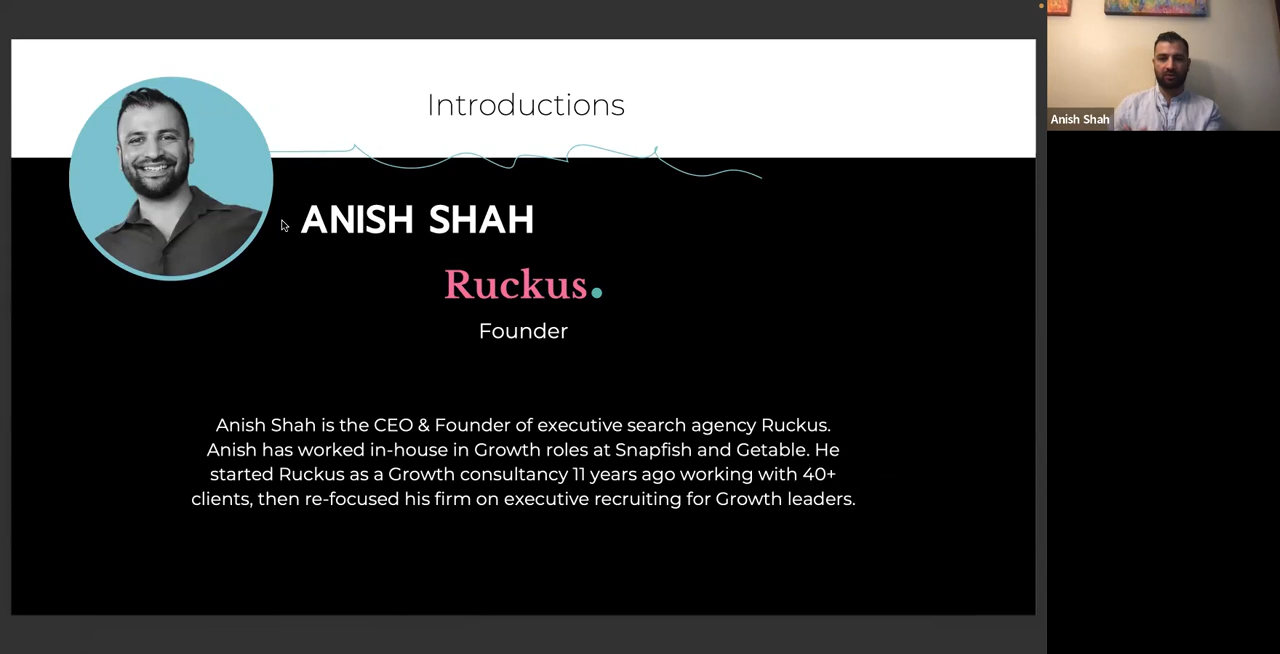 Introductions
ANISH SHAH
Ruckus.
Founder
Anish Shah is the CEO & Founder of executive search agency Ruckus.
Anish has worked in-house in Growth roles at Snapfish and Getable. He
started Ruckus as a Growth consultancy 11 years ago working with 40+
clients, then re-focused his firm on executive recruiting for Growth leaders.
Anish Shah